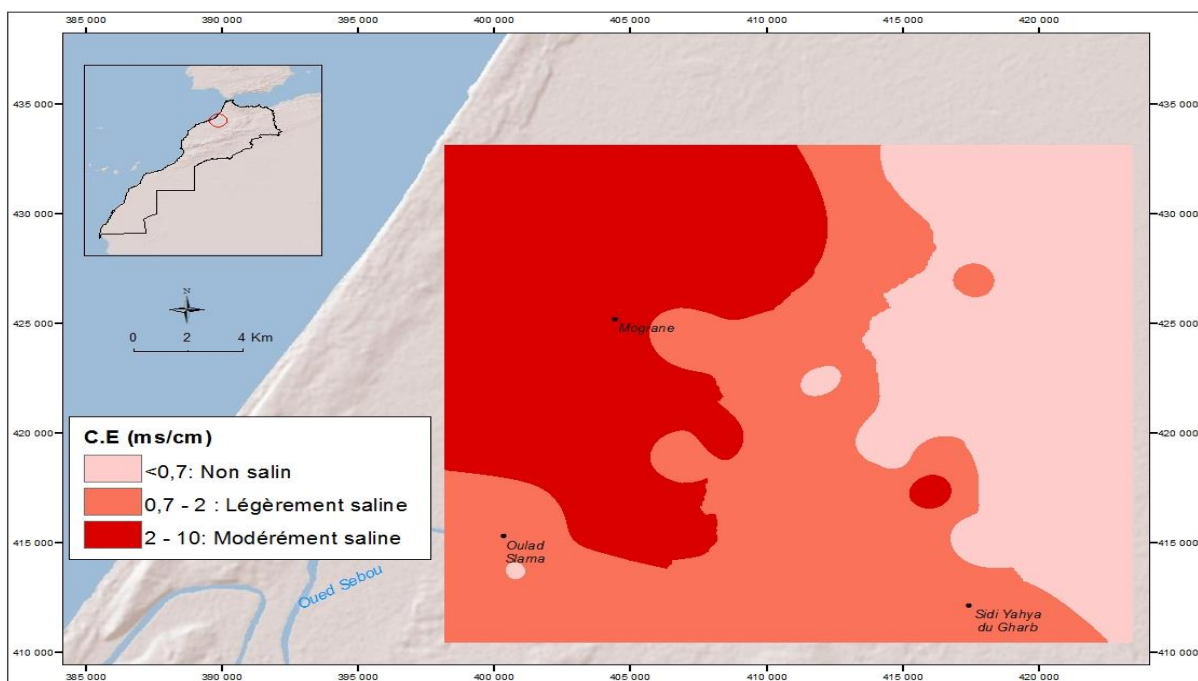 385 000 390 000 395 000 400 000 405 000 410 000 415 000 420 000
435 000 435 000
430 000 430 000
425 000 425 000
420 000 420 000
415 000 415 000
410 000 410 000
N
0 2 4 Km
Mograne
C.E (ms/cm)
<0,7: Non salin
0,7 - 2 : Légèrement saline
2 - 10: Modérément saline
Oulad
Slama
Oued Sebou
Sidi Yahya
du Gharb
385 000 390 000 395 000 400 000 405 000 410 000 415 000 420 000